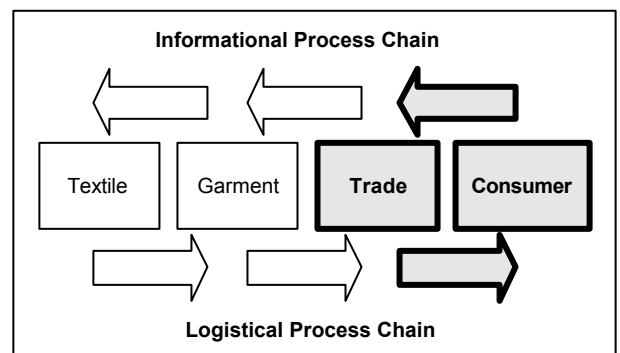 Informational Process Chain
Textile
Garment
Trade
Consumer
Logistical Process Chain